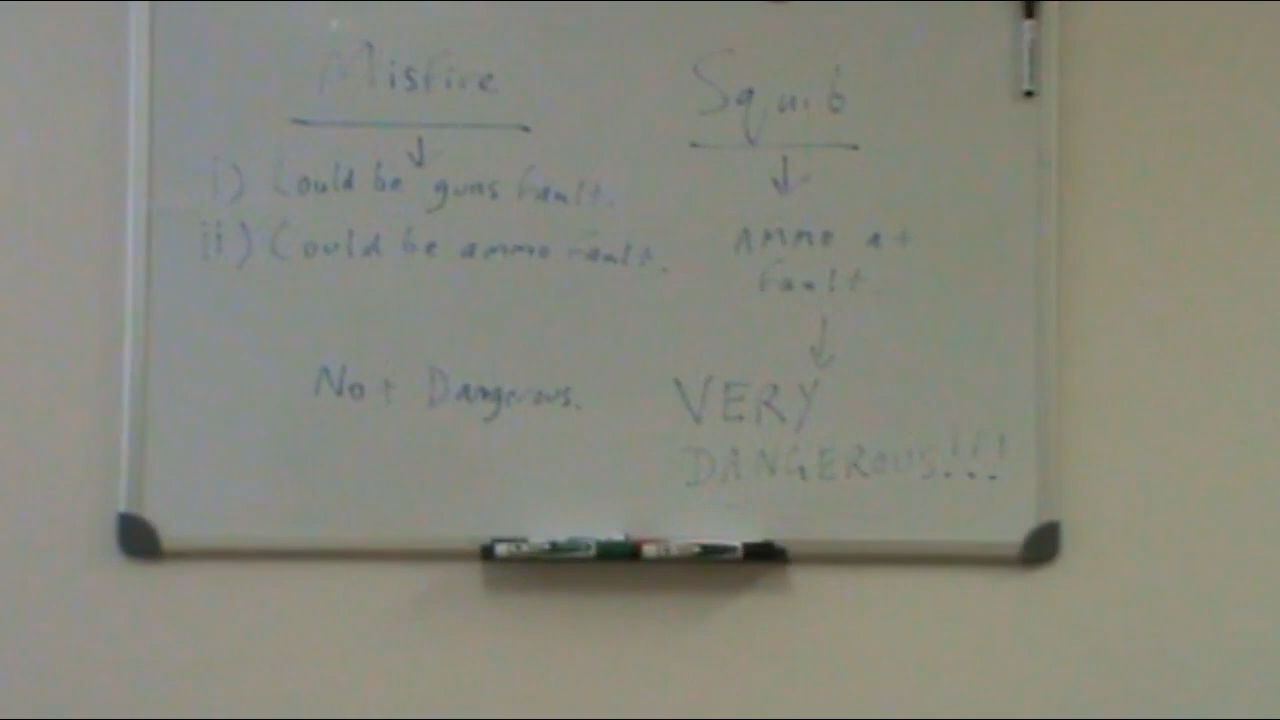 Misfire
i) Could be guns fault.
ii) Could be ammo fault.
Not Dangerous.
Squib
Ammo at
fault.
VERY
DANGEROUS!!!